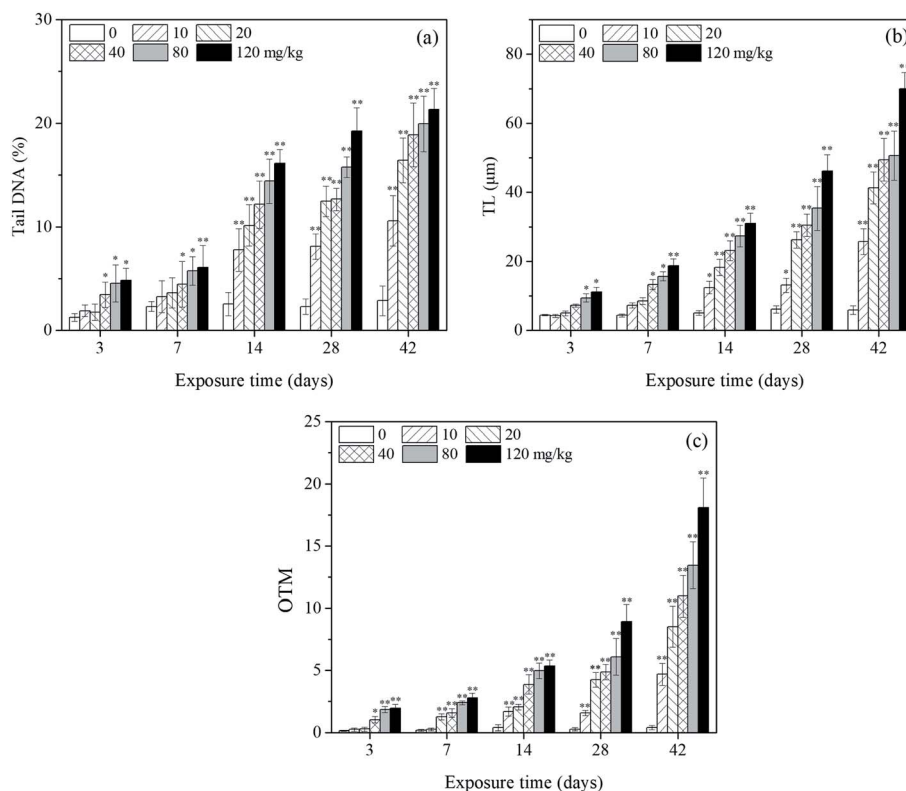 (a)
0 10 20
40 80 120 mg/kg
30
20
10
0
Tail DNA (%)
* * *
* * **
** ** ** ** **
** ** ** ** **
** ** ** ** **
3 7 14 28 42
Exposure time (days)
(b)
0 10 20
40 80 120 mg/kg
80
60
40
20
0
TL (μm)
* *
* * **
* ** ** ** **
* ** ** ** **
** ** ** ** **
3 7 14 28 42
Exposure time (days)
(c)
0 10 20
40 80 120 mg/kg
25
20
15
10
5
0
OTM
* ** **
** ** ** **
** ** ** ** **
** ** ** ** **
** ** ** ** **
3 7 14 28 42
Exposure time (days)